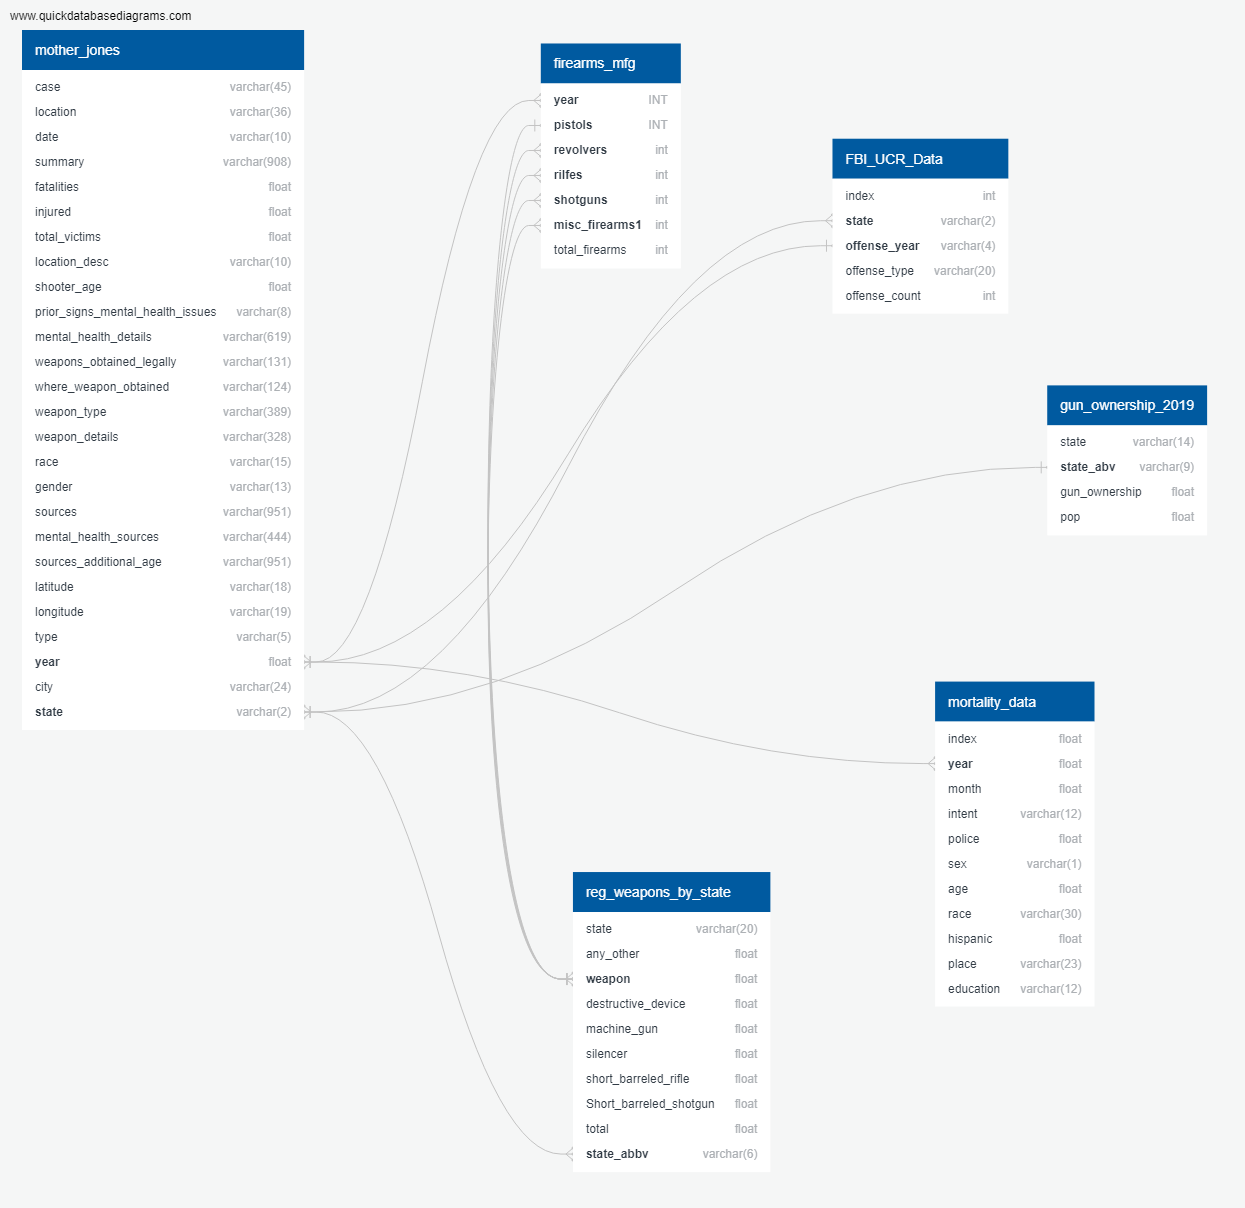 www.quickdatabasediagrams.com
mother_jones
case varchar(45)
location varchar(36)
date varchar(10)
summary varchar(908)
fatalities float
injured float
total_victims float
location_desc varchar(10)
shooter_age float
prior_signs_mental_health_issues varchar(8)
mental_health_details varchar(619)
weapons_obtained_legally varchar(131)
where_weapon_obtained varchar(124)
weapon_type varchar(389)
weapon_details varchar(328)
race varchar(15)
gender varchar(13)
sources varchar(951)
mental_health_sources varchar(444)
sources_additional_age varchar(951)
latitude varchar(18)
longitude varchar(19)
type varchar(5)
year float
city varchar(24)
state varchar(2)
firearms_mfg
year INT
pistols INT
revolvers int
rilfes int
shotguns int
misc_firearms1 int
total_firearms int
FBI_UCR_Data
index int
state varchar(2)
offense_year varchar(4)
offense_type varchar(20)
offense_count int
gun_ownership_2019
state varchar(14)
state_abv varchar(9)
gun_ownership float
pop float
mortality_data
index float
year float
month float
intent varchar(12)
police float
sex varchar(1)
age float
race varchar(30)
hispanic float
place varchar(23)
education varchar(12)
reg_weapons_by_state
state varchar(20)
any_other float
weapon float
destructive_device float
machine_gun float
silencer float
short_barreled_rifle float
Short_barreled_shotgun float
total float
state_abbv varchar(6)